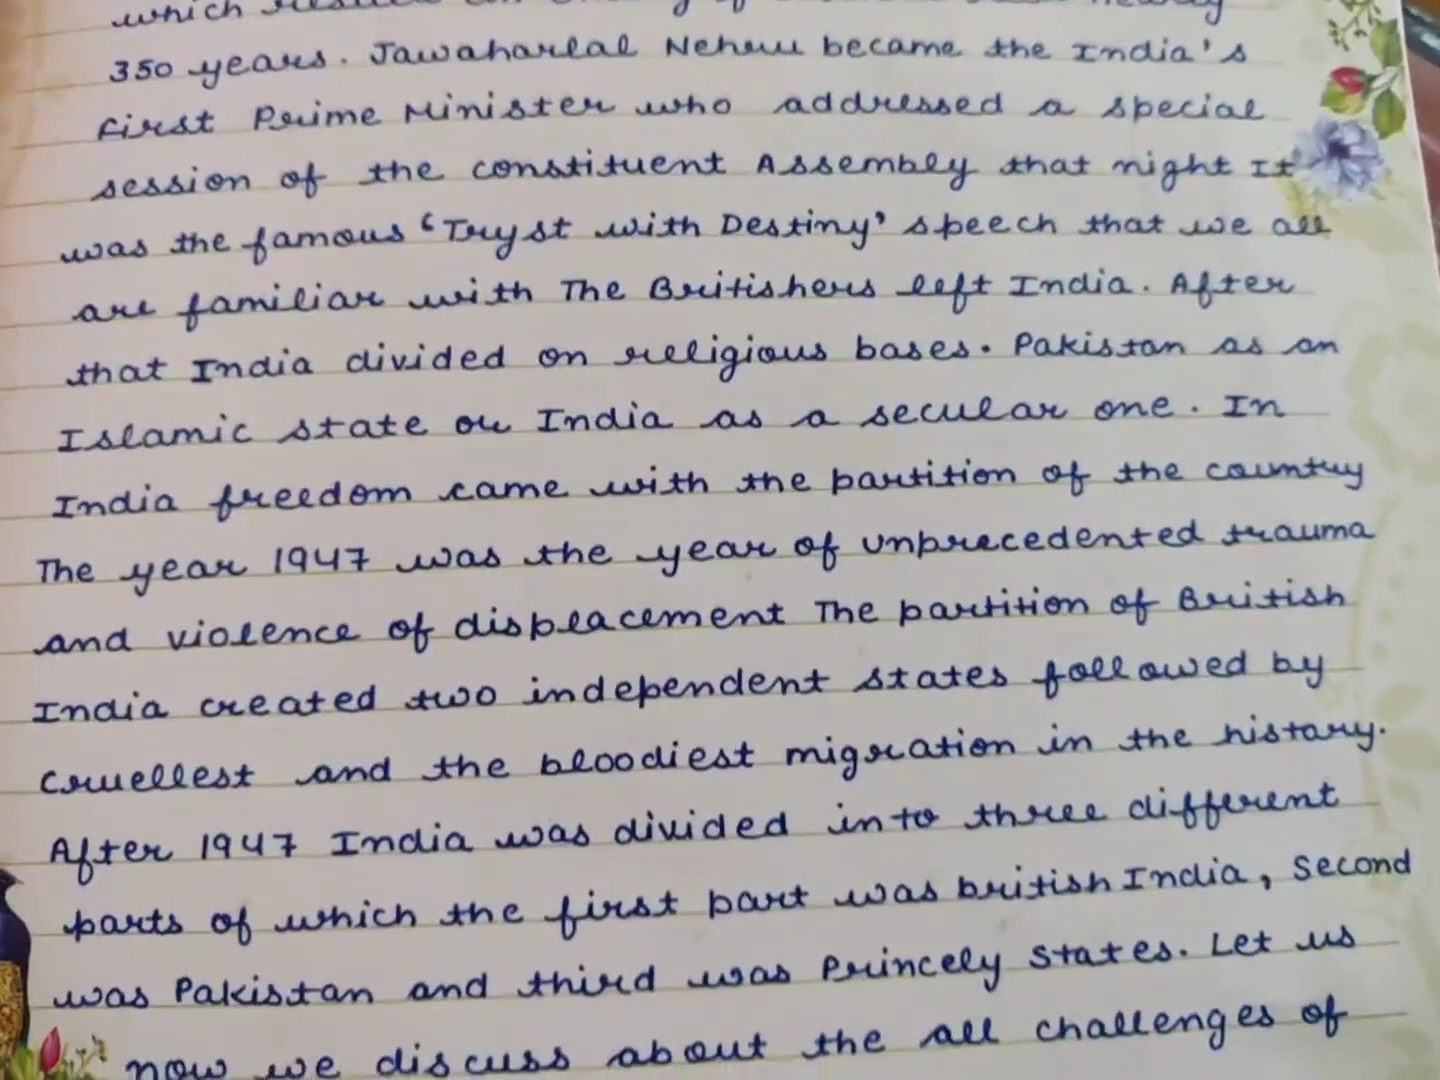 which
350 years. Jawaharlal Nehru became the India's
First Prime Minister who addressed a special
session of the constituent Assembly that night It
was the famous 'Tryst with Destiny' speech that we all
are familiar with The Britishers left India. After
that India divided on religious bases. Pakistan as an
Islamic state or India as a secular one. In
India freedom came with the partition of the country
The year 1947 was the year of unprecedented trauma
and violence of displacement The partition of British
India created two independent states followed by
cruellest and the bloodiest migration in the history.
After 1947 India was divided into three different
parts of which the first part was british India, Second
was Pakistan and third was Princely States. Let us
now we discuss about the all challenges of